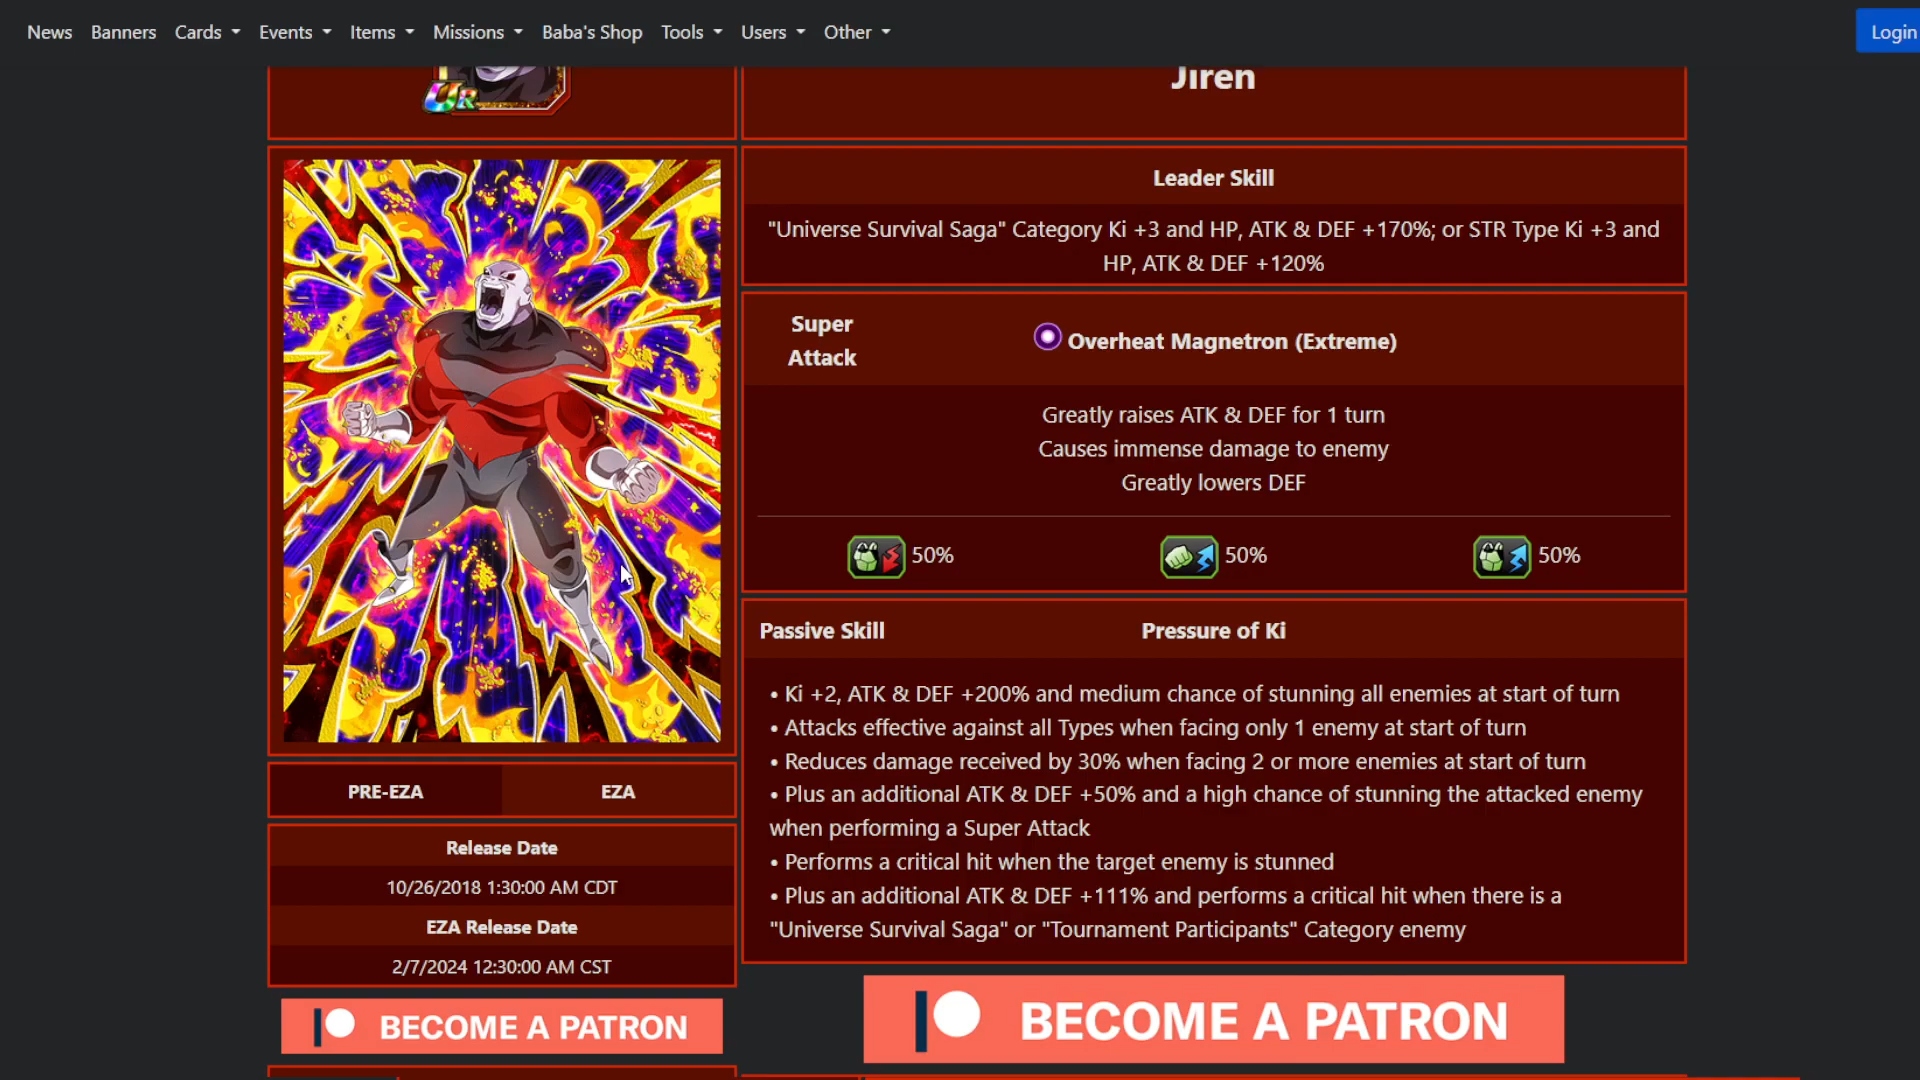 News Banners Cards Events Items Missions Baba's Shop Tools Users Other Login
UR
Jiren
Leader Skill
"Universe Survival Saga" Category Ki +3 and HP, ATK & DEF +170%; or STR Type Ki +3 and
HP, ATK & DEF +120%
Super
Attack
Overheat Magnetron (Extreme)
Greatly raises ATK & DEF for 1 turn
Causes immense damage to enemy
Greatly lowers DEF
50% 50% 50%
Passive Skill Pressure of Ki
• Ki +2, ATK & DEF +200% and medium chance of stunning all enemies at start of turn
• Attacks effective against all Types when facing only 1 enemy at start of turn
• Reduces damage received by 30% when facing 2 or more enemies at start of turn
• Plus an additional ATK & DEF +50% and a high chance of stunning the attacked enemy
when performing a Super Attack
• Performs a critical hit when the target enemy is stunned
• Plus an additional ATK & DEF +111% and performs a critical hit when there is a
"Universe Survival Saga" or "Tournament Participants" Category enemy
PRE-EZA EZA
Release Date
10/26/2018 1:30:00 AM CDT
EZA Release Date
2/7/2024 12:30:00 AM CST
BECOME A PATRON
BECOME A PATRON